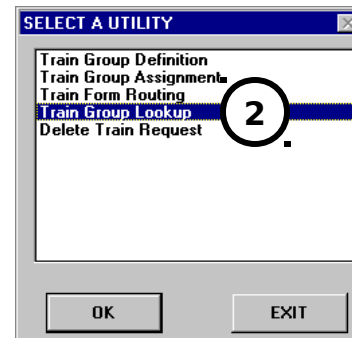 SELECT A UTILITY
Train Group Definition
Train Group Assignment
Train Form Routing
Train Group Lookup
Delete Train Request
2
OK
EXIT